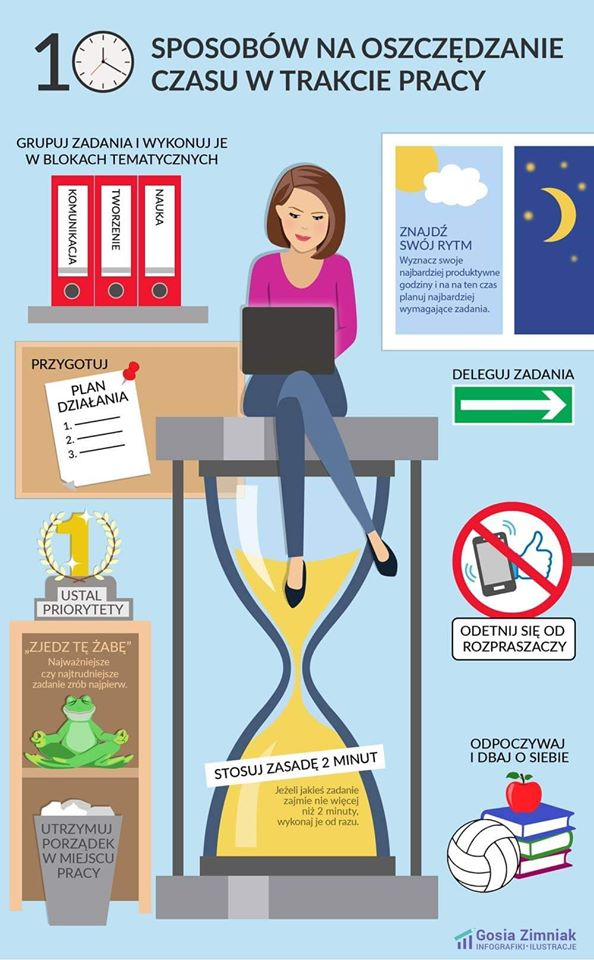 10 SPOSOBÓW NA OSZCZĘDZANIE
CZASU W TRAKCIE PRACY
GRUPUJ ZADANIA I WYKONUJ JE
W BLOKACH TEMATYCZNYCH
KOMUNIKACJA
TWORZENIE
NAUKA
ZNAJDŹ
SWÓJ RYTM
Wyznacz swoje
najbardziej produktywne
godziny i na na ten czas
planuj najbardziej
wymagające zadania.
PRZYGOTUJ
PLAN
DZIAŁANIA
1.
2.
3.
DELEGUJ ZADANIA
1
USTAL
PRIORYTETY
ODETNIJ SIĘ OD
ROZPRASZACZY
„ZJEDZ TĘ ŻABĘ”
Najważniejsze
czy najtrudniejsze
zadanie zrób najpierw.
STOSUJ ZASADĘ 2 MINUT
Jeżeli jakieś zadanie
zajmie nie więcej
niż 2 minuty,
wykonaj je od razu.
ODPOCZYWAJ
I DBAJ O SIEBIE
UTRZYMUJ
PORZĄDEK
W MIEJSCU
PRACY
Gosia Zimniak
INFOGRAFIKI•ILUSTRACJE